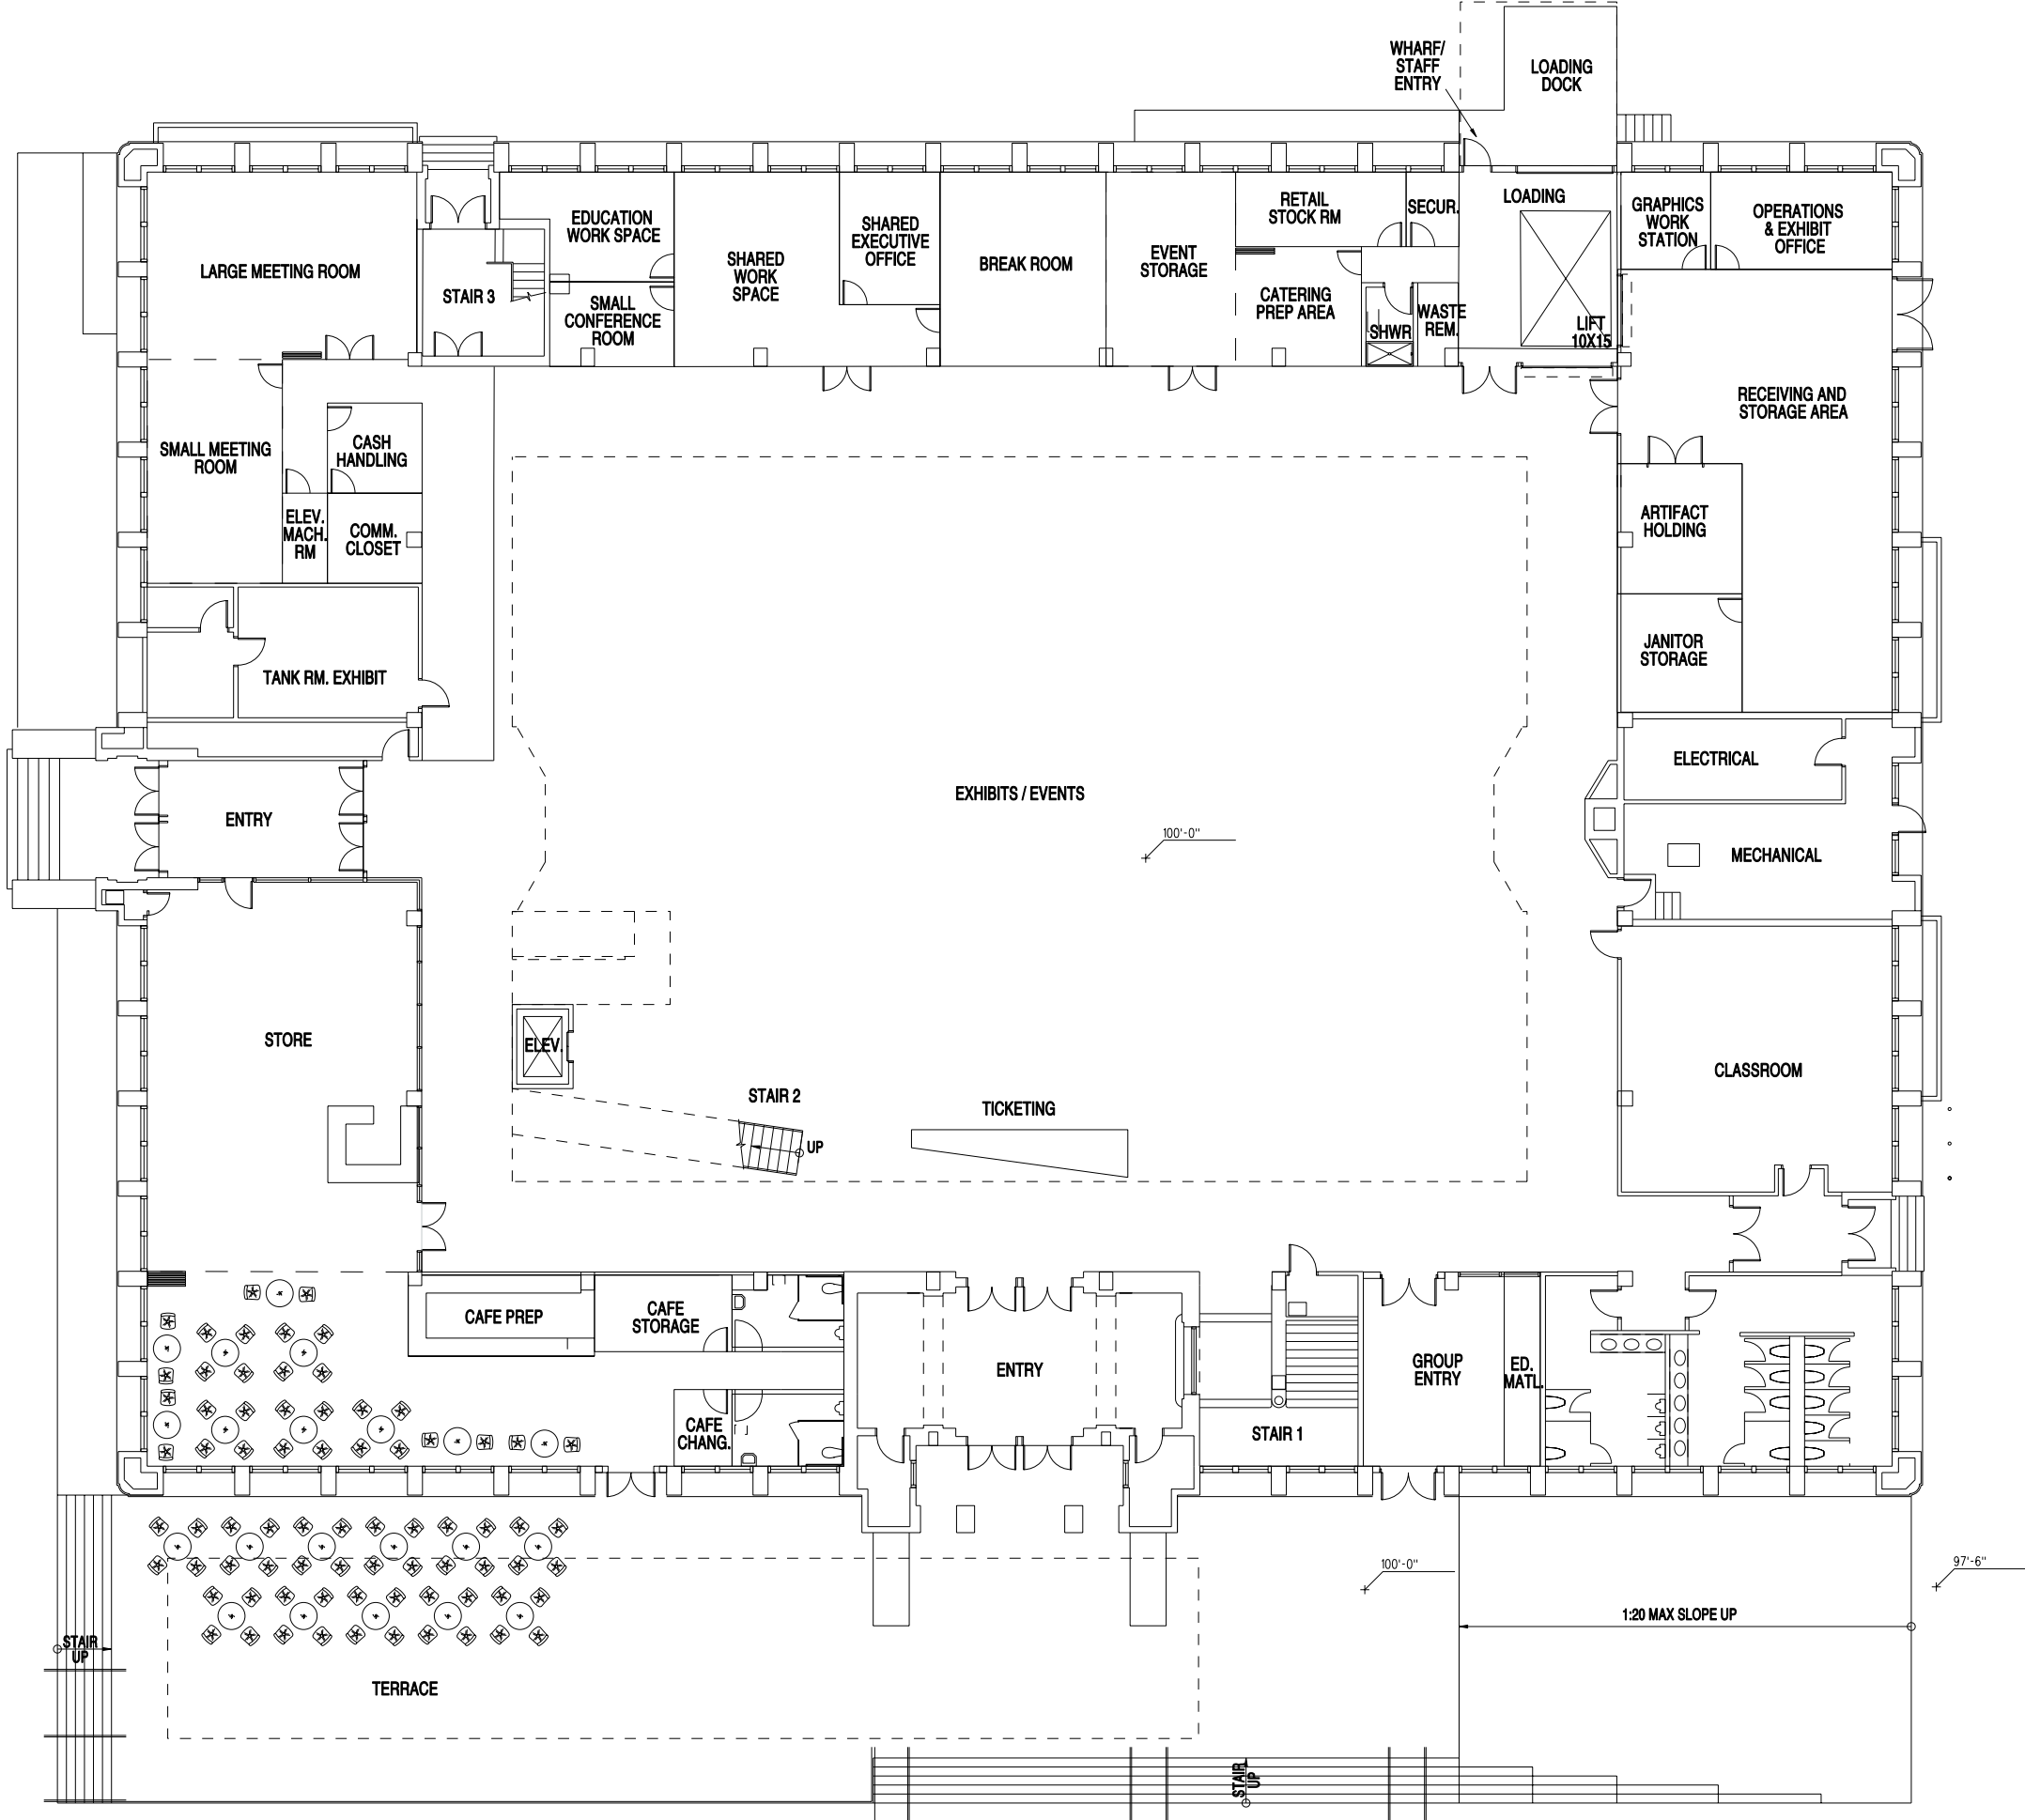 WHARF/
STAFF
ENTRY
LOADING
DOCK
LARGE MEETING ROOM
STAIR 3
EDUCATION
WORK SPACE
SMALL
CONFERENCE
ROOM
SHARED
WORK
SPACE
SHARED
EXECUTIVE
OFFICE
BREAK ROOM
EVENT
STORAGE
RETAIL
STOCK RM
SECUR.
CATERING
PREP AREA
SHWR
WASTE
REM.
LOADING
LIFT
10X15
GRAPHICS
WORK
STATION
OPERATIONS
& EXHIBIT
OFFICE
RECEIVING AND
STORAGE AREA
SMALL MEETING
ROOM
CASH
HANDLING
ELEV.
MACH.
RM
COMM.
CLOSET
ARTIFACT
HOLDING
JANITOR
STORAGE
TANK RM. EXHIBIT
ELECTRICAL
ENTRY
EXHIBITS / EVENTS
100'-0"
MECHANICAL
STORE
ELEV.
STAIR 2
UP
TICKETING
CLASSROOM
CAFE PREP
CAFE
STORAGE
CAFE
CHANG.
ENTRY
STAIR 1
GROUP
ENTRY
ED.
MATL.
100'-0"
97'-6"
1:20 MAX SLOPE UP
STAIR
UP
TERRACE
STAIR
UP